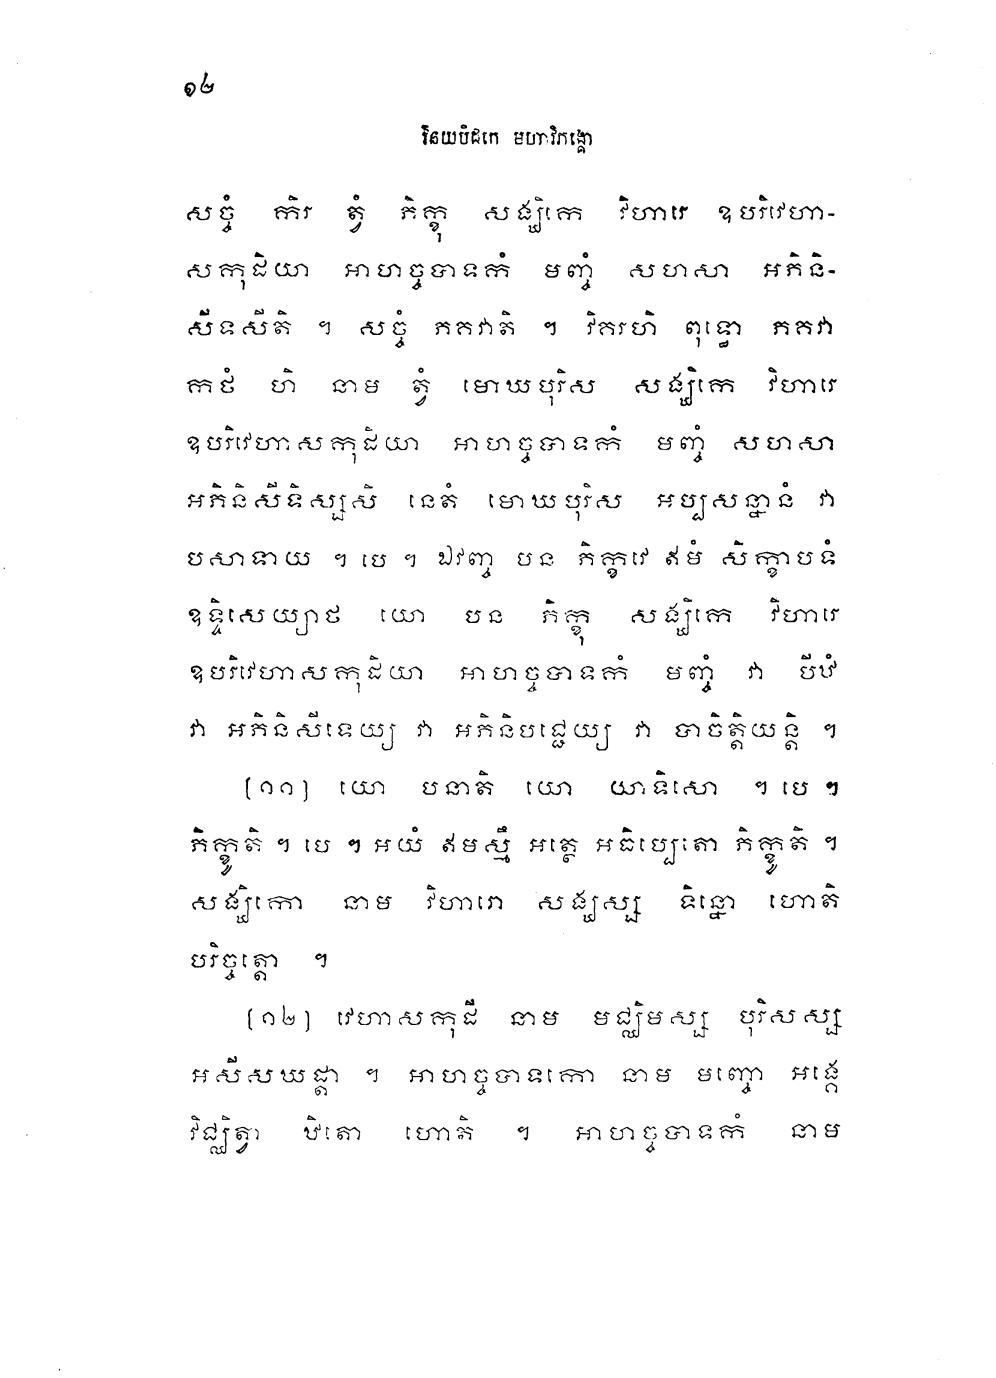 ១២
វិនយបិដកេ មហាវិភង្គោ
សច្ចំ កិរ ត្វំ ភិក្ខុ សង្ឃិកេ វិហារេ ឧបរិវេហា-
សកុដិយា អាហច្ចបាទកំ មញ្ចំ សហសា អភិនិ-
សីទសីតិ ។ សច្ចំ ភគវាតិ ។ វិគរហិ ពុទ្ធោ ភគវា
កថំ ហិ នាម ត្វំ មោឃបុរិស សង្ឃិកេ វិហារេ
ឧបរិវេហាសកុដិយា អាហច្ចបាទកំ មញ្ចំ សហសា
អភិនិសីទិស្សសិ នេតំ មោឃបុរិស អប្បសន្នានំ វា
បសាទាយ ។ បេ ។ ឯវញ្ច បន ភិក្ខវេ ឥមំ សិក្ខាបទំ
ឧទ្ទិសេយ្យាថ យោ បន ភិក្ខុ សង្ឃិកេ វិហារេ
ឧបរិវេហាសកុដិយា អាហច្ចបាទកំ មញ្ចំ វា បីឋំ
វា អភិនិសីទេយ្យ វា អភិនិបជ្ជេយ្យ វា បាចិត្តិយន្តិ ។
(១១) យោ បនាតិ យោ យាទិសោ ។ បេ ។
ភិក្ខូតិ ។ បេ ។ អយំ ឥមស្មឹ អត្ថេ អធិប្បេតោ ភិក្ខូតិ ។
សង្ឃិកោ នាម វិហារោ សង្ឃស្ស ទិន្នោ ហោតិ
បរិច្ចត្តោ ។
(១២) វេហាសកុដី នាម មជ្ឈិមស្ស បុរិសស្ស
អសីសឃដ្តា ។ អាហច្ចបាទកោ នាម មញ្ចោ អង្គេ
វិជ្ឈិត្វា ឋិតោ ហោតិ ។ អាហច្ចបាទកំ នាម